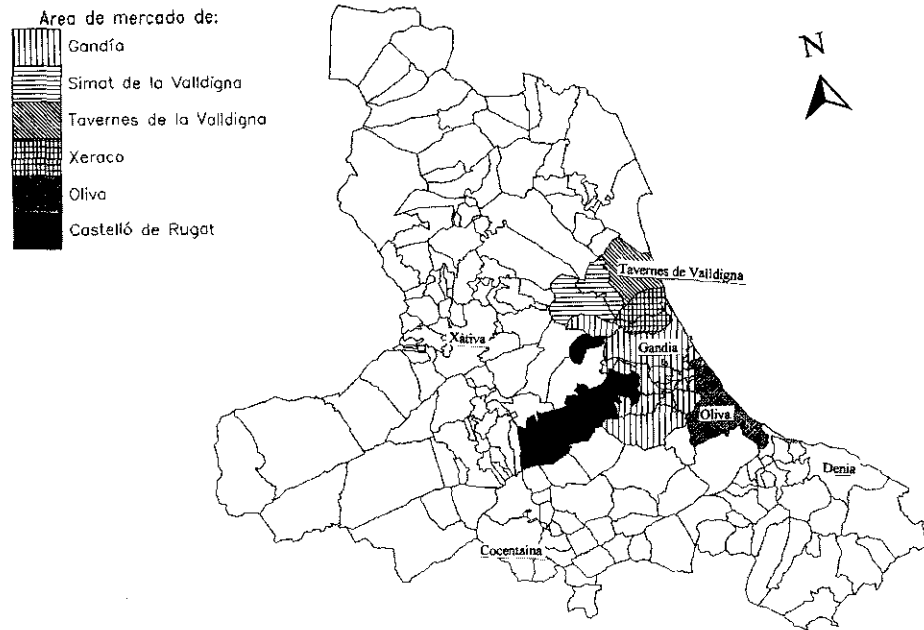 Area de mercado de:
Gandía
Simat de la Valldigna
Tavernes de la Valldigna
Xeraco
Oliva
Castelló de Rugat
N
Tavernes de Valldigna
Xàtiva
Gandia
Oliva
Denia
Cocentaina